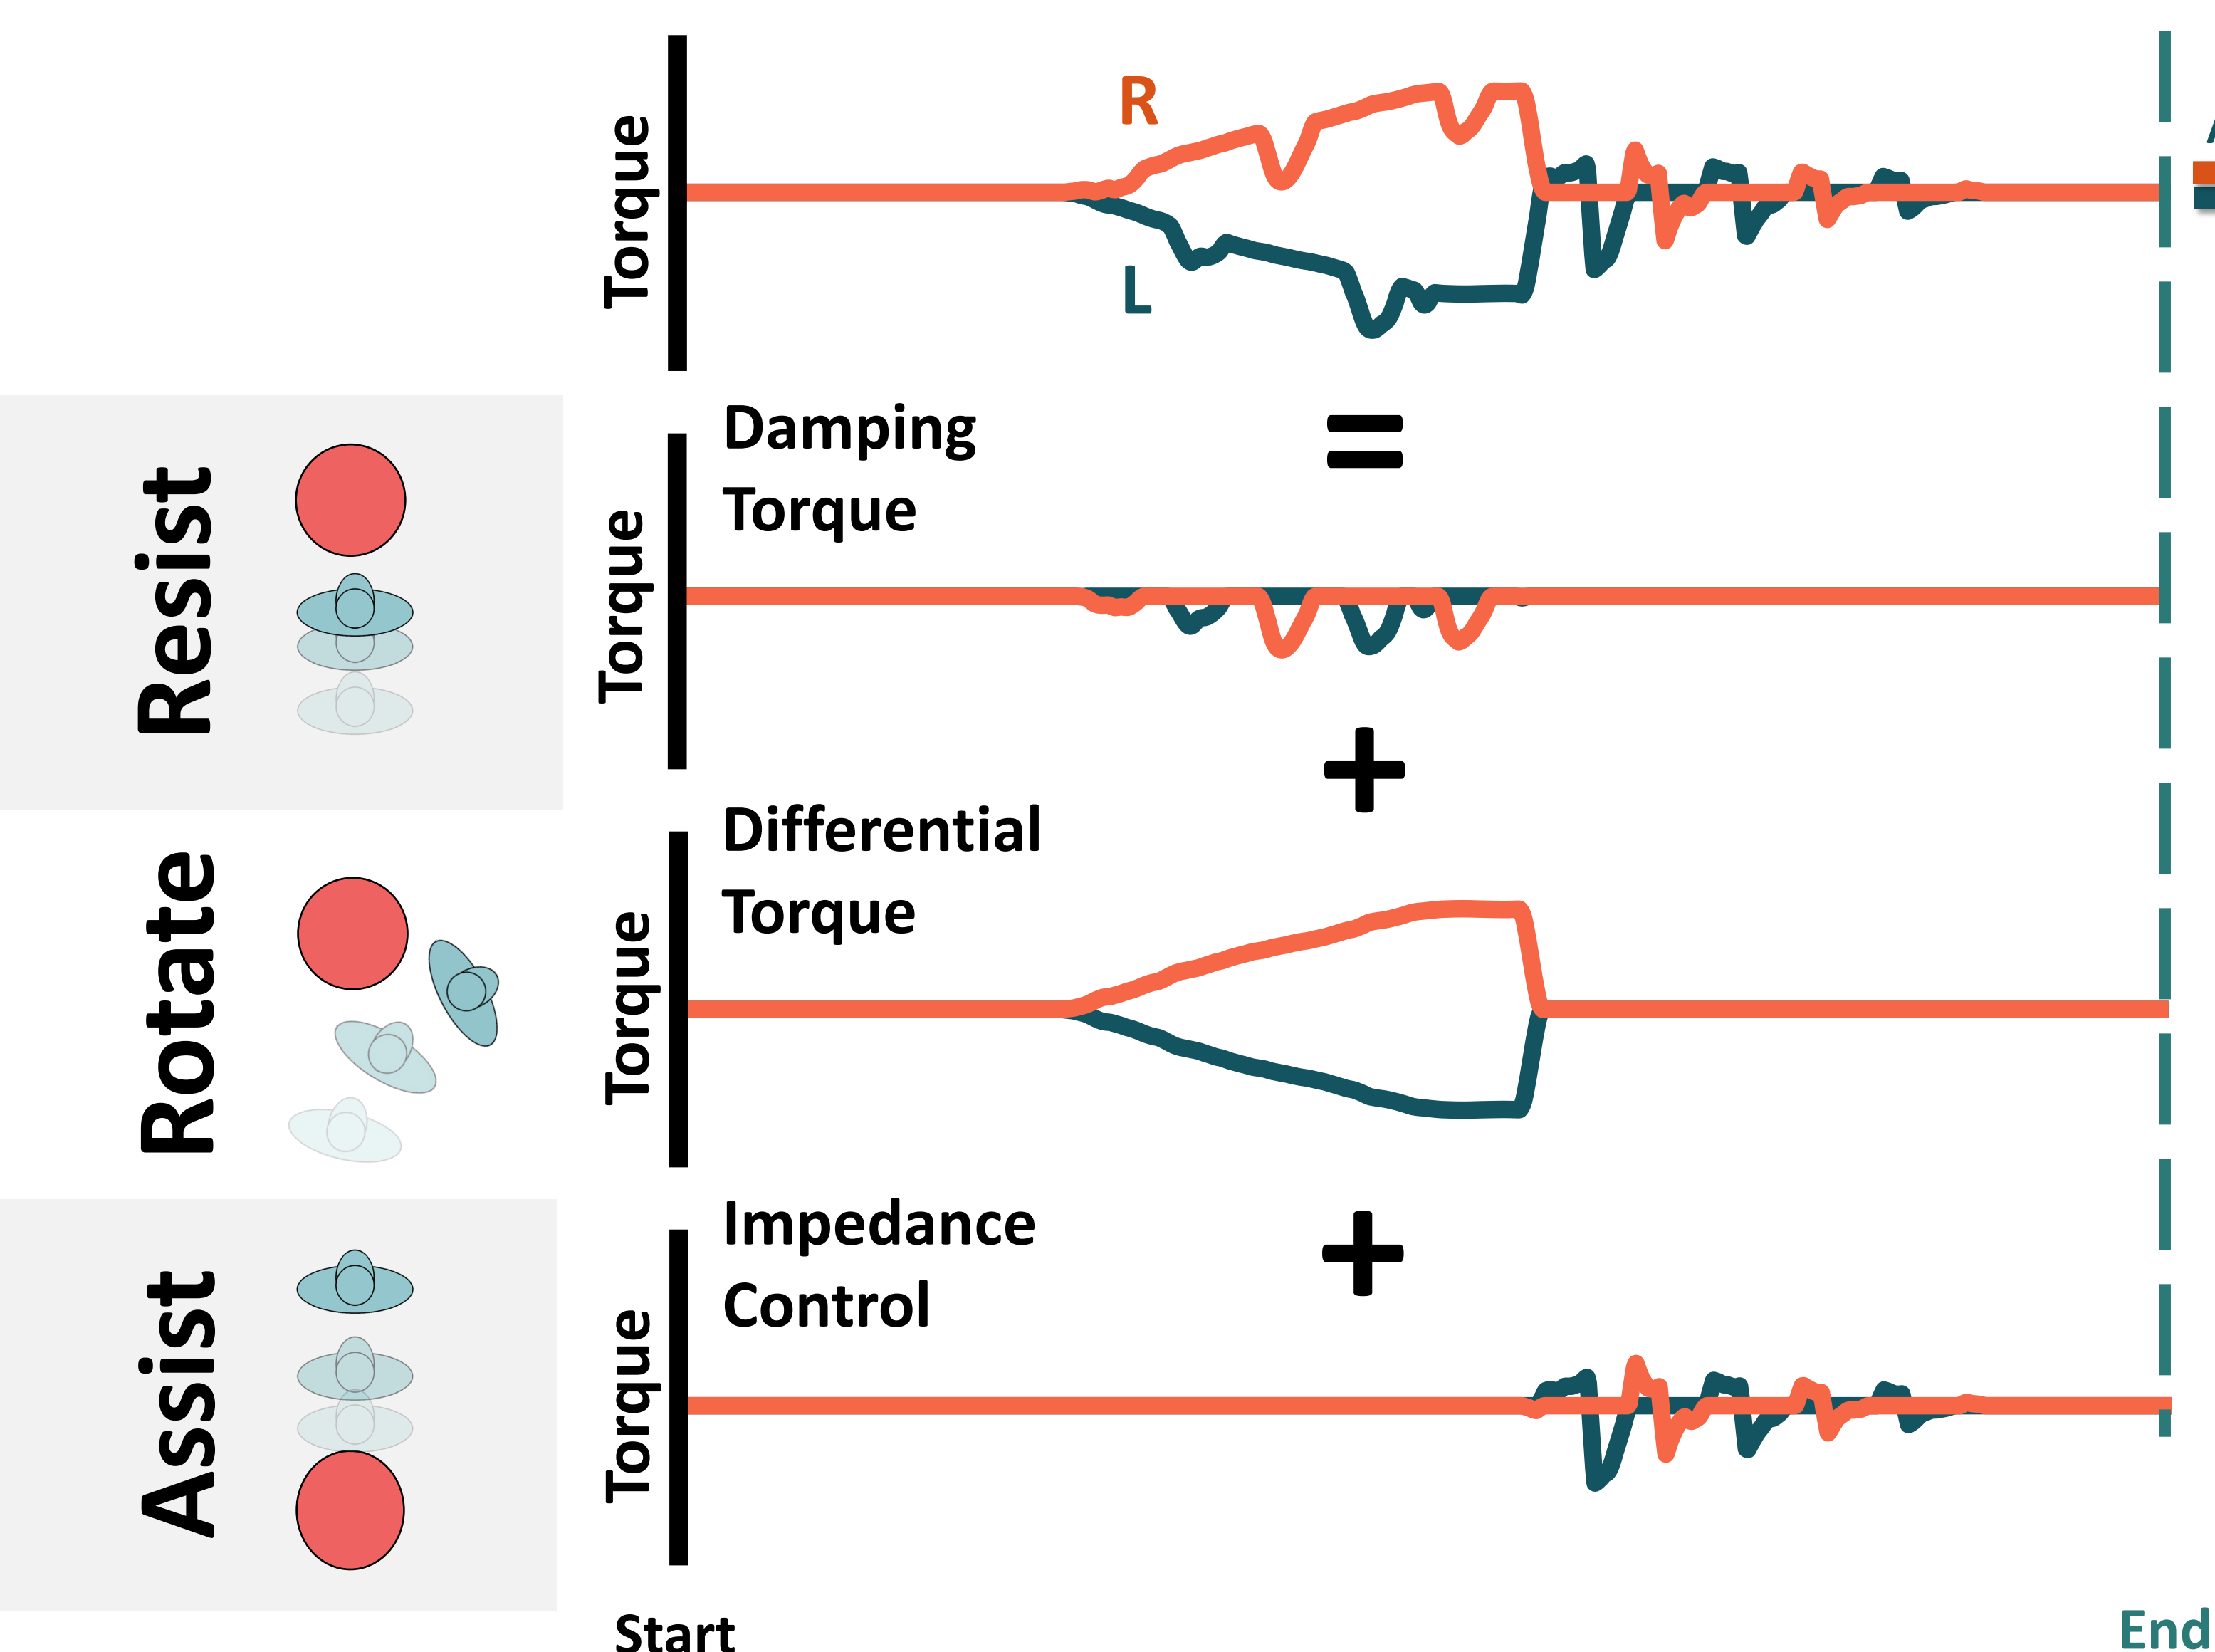 Torque
R
L
Resist
Torque
Damping
Torque
=
+
Rotate
Torque
Differential
Torque
+
Assist
Torque
Impedance
Control
Start
End